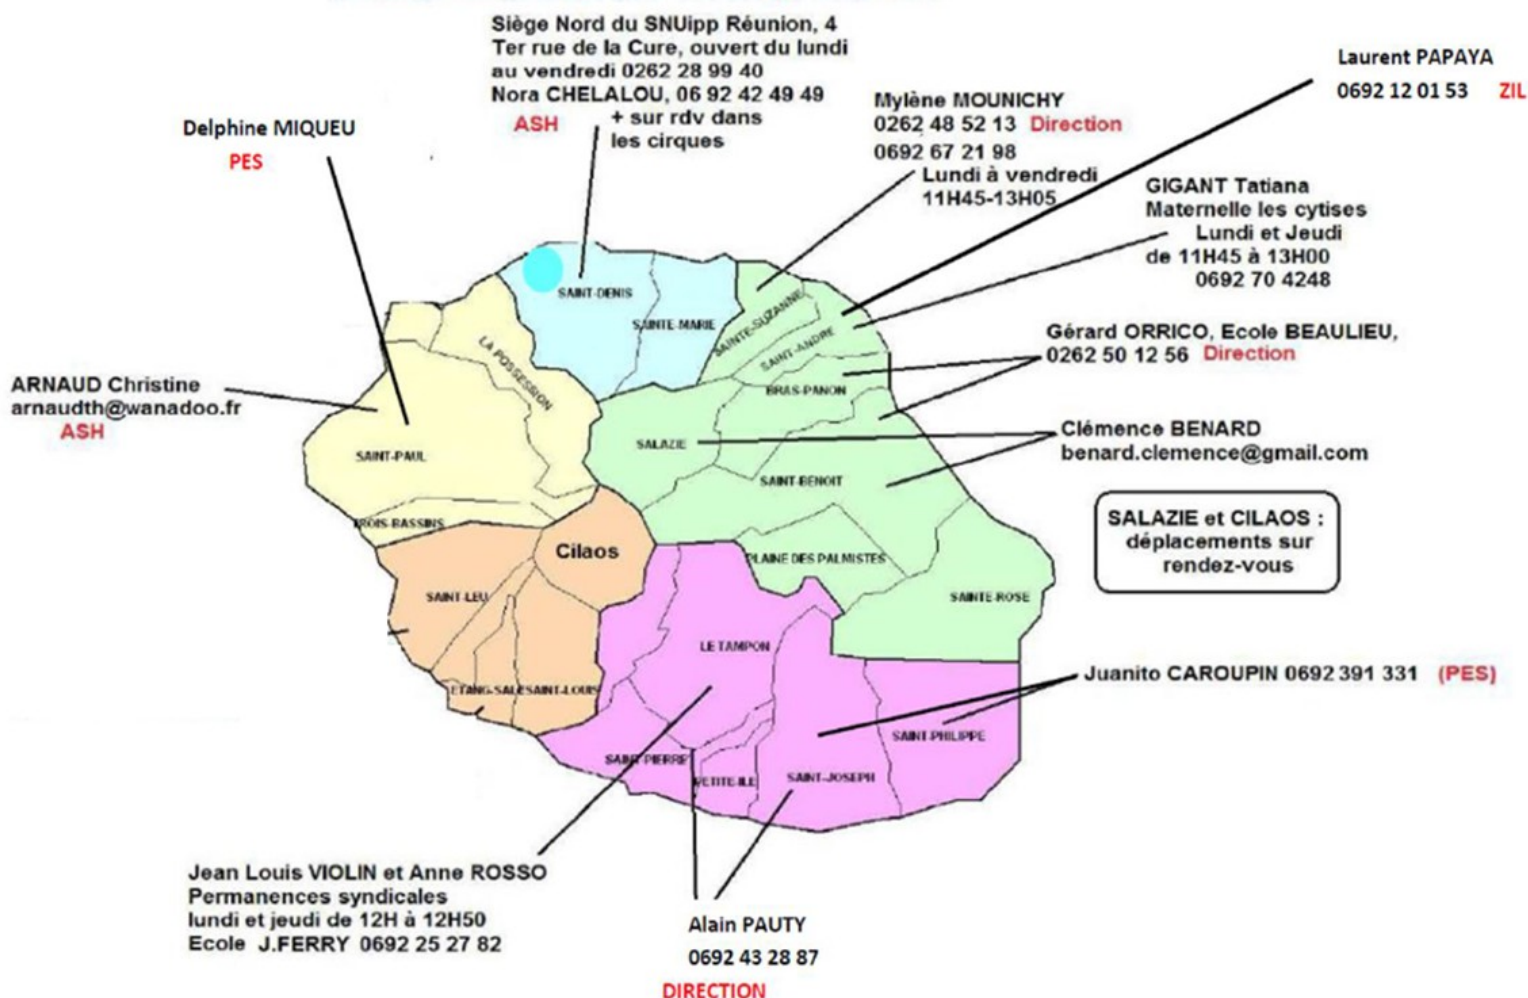 Siège Nord du SNUipp Réunion, 4
Ter rue de la Cure, ouvert du lundi
au vendredi 0262 28 99 40
Nora CHELALOU, 06 92 42 49 49
ASH
+ sur rdv dans
les cirques
Laurent PAPAYA
0692 12 01 53 ZIL
Mylène MOUNICHY
0262 48 52 13 Direction
0692 67 21 98
Lundi à vendredi
11H45-13H05
Delphine MIQUEU
PES
GIGANT Tatiana
Maternelle les cytises
Lundi et Jeudi
de 11H45 à 13H00
0692 70 4248
Gérard ORRICO, Ecole BEAULIEU,
0262 50 12 56 Direction
ARNAUD Christine
arnaudth@wanadoo.fr
ASH
Clémence BENARD
benard.clemence@gmail.com
SALAZIE et CILAOS :
déplacements sur
rendez-vous
SAINT-DENIS
SAINTE-MARIE
SAINTE-SUZANNE
SAINT-ANDRE
LA POSSESSION
BRAS-PANON
SALAZIE
SAINT-PAUL
SAINT-BENOIT
TROIS-BASSINS
Cilaos
PLAINE DES PALMISTES
SAINT-LEU
SAINTE-ROSE
LE TAMPON
ETANG-SALE
SAINT-LOUIS
SAINT-PHILIPPE
SAINT-PIERRE
PETITE-ILE
SAINT-JOSEPH
Juanito CAROUPIN 0692 391 331 (PES)
Jean Louis VIOLIN et Anne ROSSO
Permanences syndicales
lundi et jeudi de 12H à 12H50
Ecole J.FERRY 0692 25 27 82
Alain PAUTY
0692 43 28 87
DIRECTION